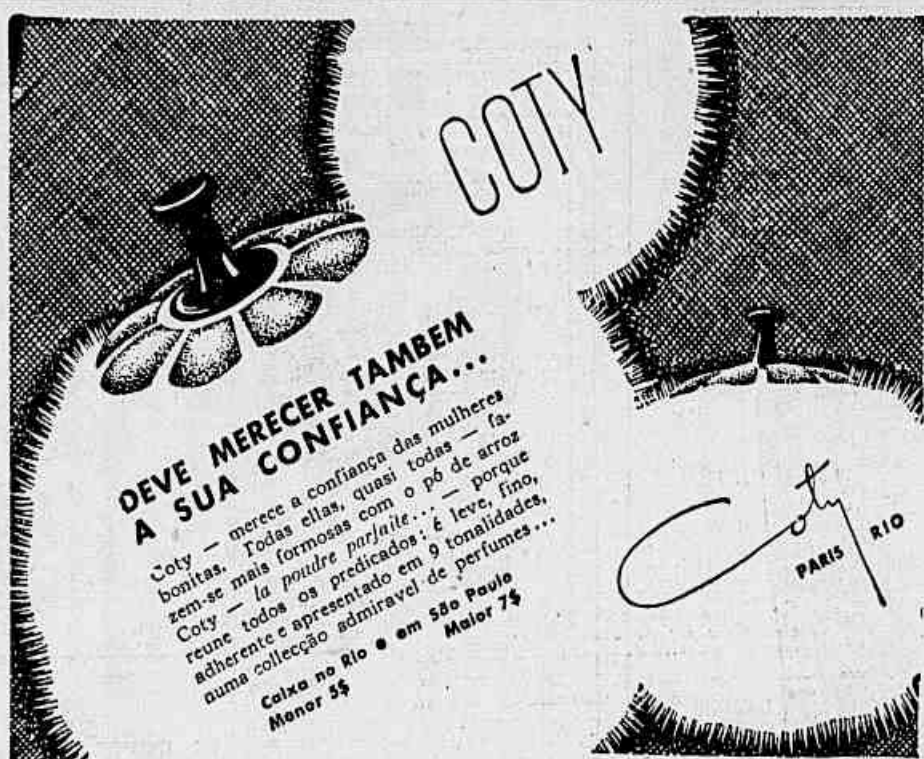 COTY
DEVE MERECER TAMBEM
A SUA CONFIANÇA...
Coty — merece a confiança das mulheres
bonitas. Todas ellas, quasi todas — fa-
zem-se mais formosas com o pó de arroz
Coty — la poudre parfaite... — porque
reune todos os predicados: é leve, fino,
adherente e apresentado em 9 tonalidades,
numa collecção admiravel de perfumes...
Caixa no Rio e em São Paulo
Menor 5$ Maior 7$
Coty
PARIS RIO